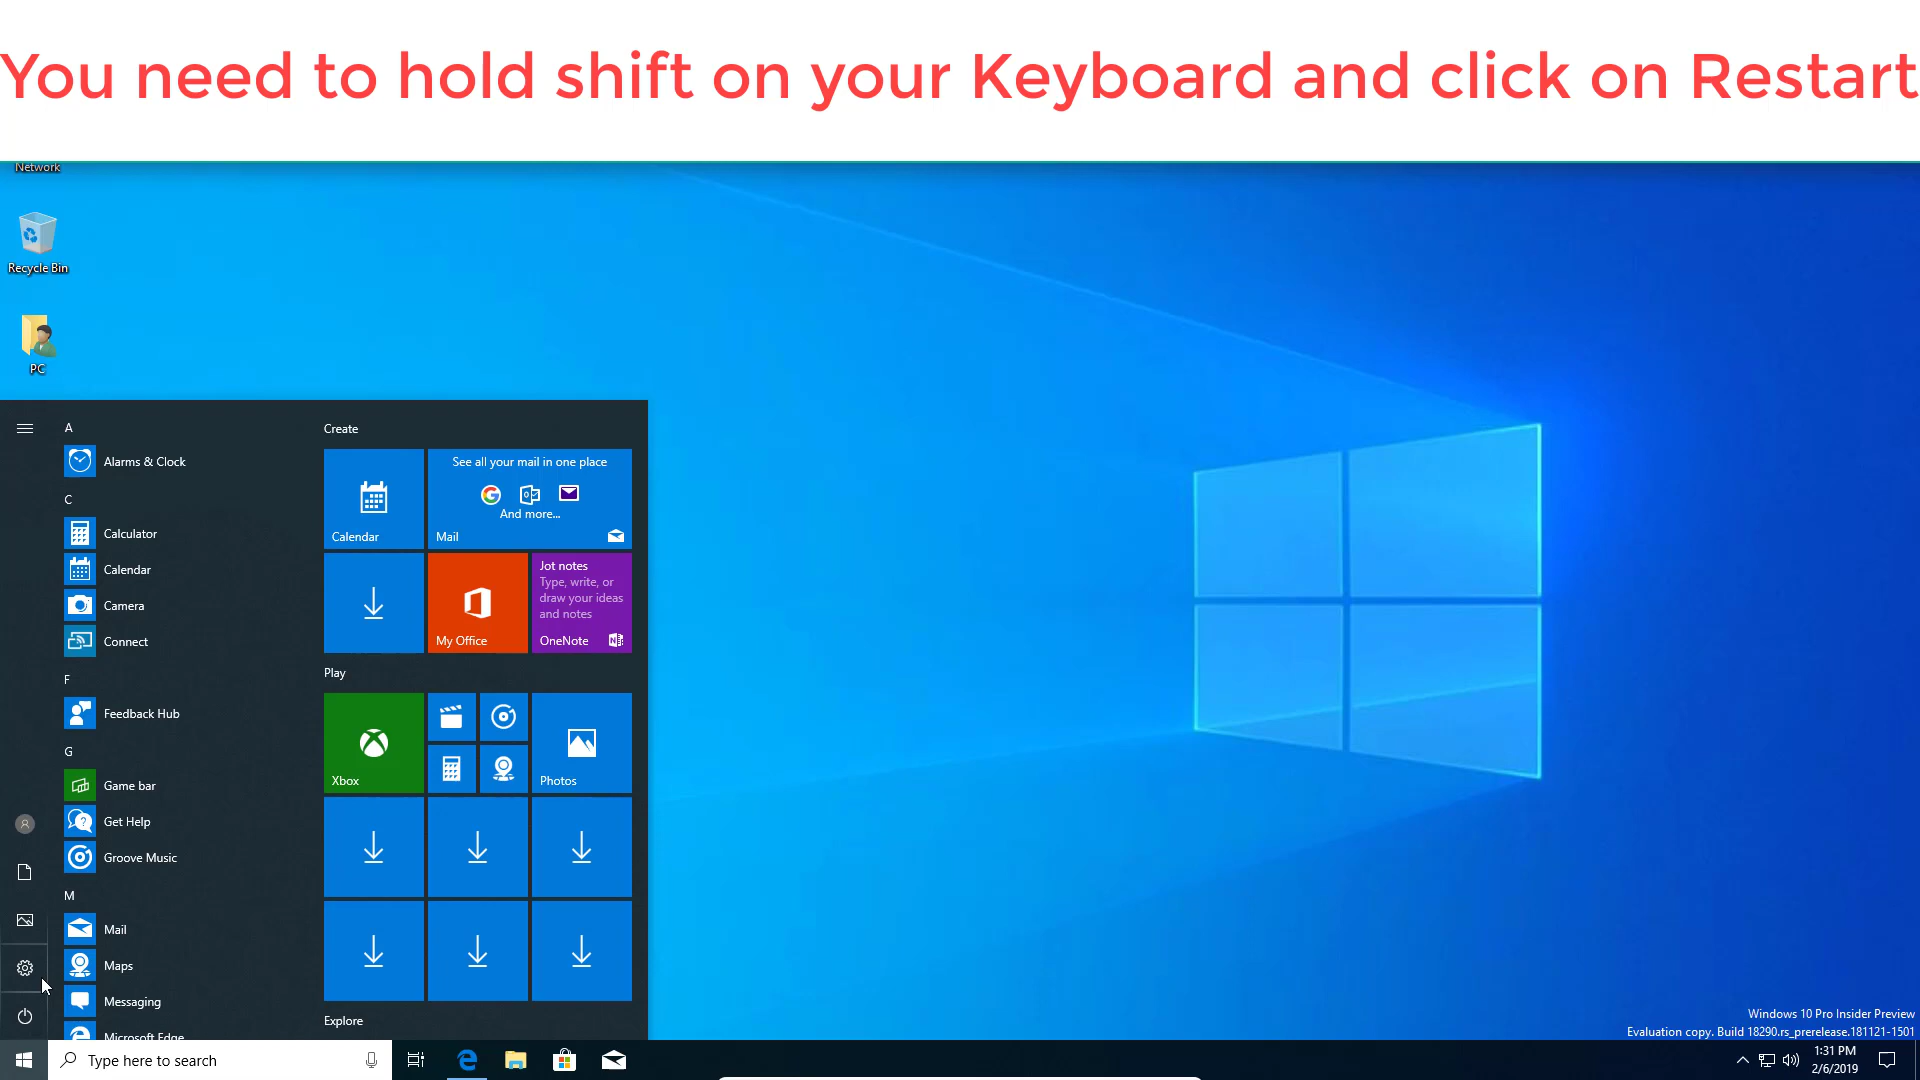 You need to hold shift on your Keyboard and click on Restart
Network
Recycle Bin
PC
A
Alarms & Clock
C
Calculator
Calendar
Camera
Connect
F
Feedback Hub
G
Game bar
Get Help
Groove Music
M
Mail
Maps
Messaging
Microsoft Edge
Create
See all your mail in one place
And more...
Calendar
Mail
My Office
Jot notes
Type, write, or
draw your ideas
and notes
OneNote
Play
Xbox
Photos
Explore
Windows 10 Pro Insider Preview
Evaluation copy. Build 18290.rs_prerelease.181121-1501
Type here to search
1:31 PM
2/6/2019